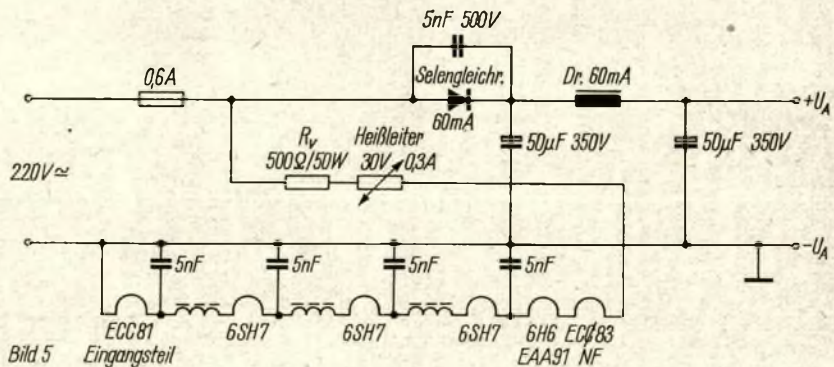 5nF 500V
0,6A
Selengleichr.
60mA
Dr. 60mA
+U_A
R_v
500Ω/50W
Heißleiter
30V
0,3A
50µF 350V
50µF 350V
220V≃
-U_A
5nF
5nF
5nF
5nF
ECC81
Eingangsteil
6SH7
6SH7
6SH7
6H6
EAA91
ECC83
NF
Bild 5